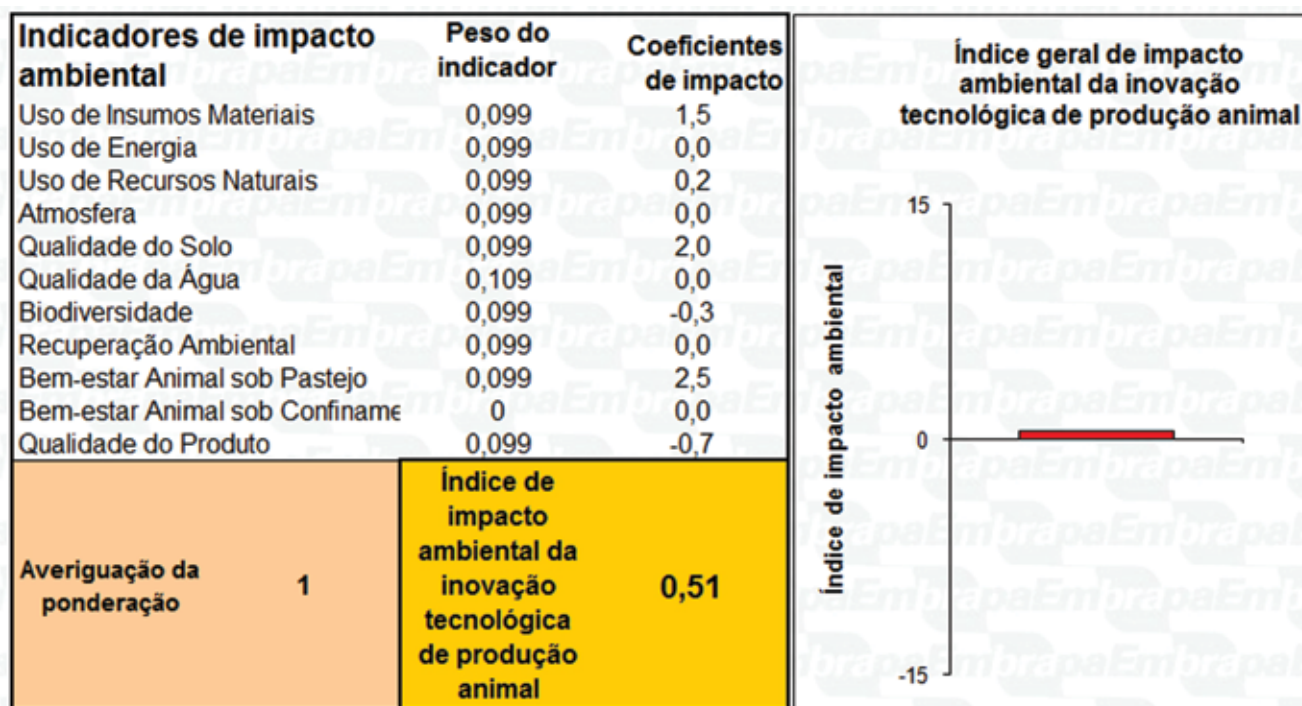 Indicadores de impacto
ambiental
Peso do
indicador
Coeficientes
de impacto
Uso de Insumos Materiais 0,099 1,5
Uso de Energia 0,099 0,0
Uso de Recursos Naturais 0,099 0,2
Atmosfera 0,099 0,0
Qualidade do Solo 0,099 2,0
Qualidade da Água 0,109 0,0
Biodiversidade 0,099 -0,3
Recuperação Ambiental 0,099 0,0
Bem-estar Animal sob Pastejo 0,099 2,5
Bem-estar Animal sob Confiname 0 0,0
Qualidade do Produto 0,099 -0,7
Averiguação da
ponderação
1
Índice de
impacto
ambiental da
inovação
tecnológica
de produção
animal
0,51
Índice geral de impacto
ambiental da inovação
tecnológica de produção animal
Índice de impacto ambiental
15
0
-15